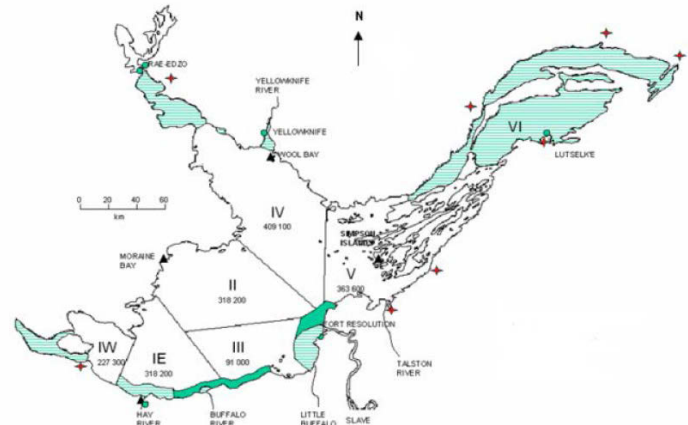 N
RAE-EDZO
YELLOWKNIFE
RIVER
YELLOWKNIFE
WOOL BAY
VI
LUTSELK'E
0 20 40 60
km
IV
409 100
SIMPSON
ISLAND
MORAINE
BAY
II
318 200
V
363 600
FORT RESOLUTION
IW
227 300
IE
318 200
III
91 000
TALSTON
RIVER
HAY
RIVER
BUFFALO
RIVER
LITTLE
BUFFALO
SLAVE